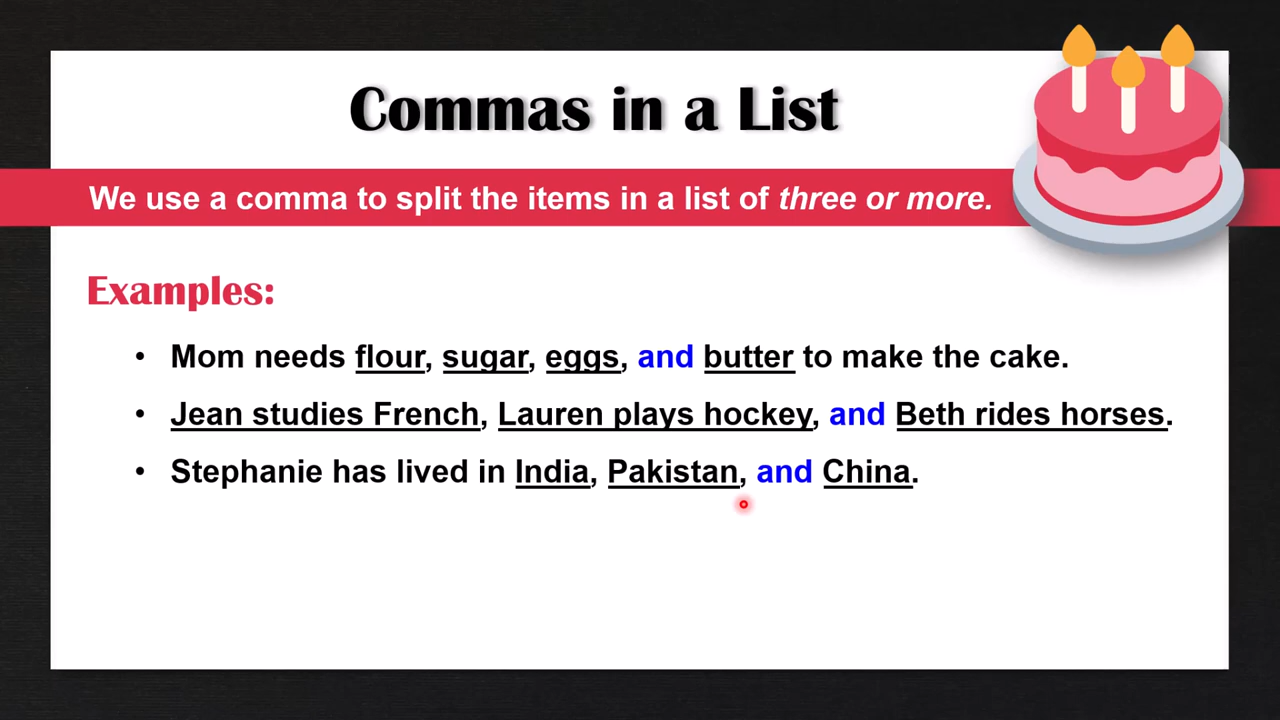 Commas in a List
We use a comma to split the items in a list of three or more.
Examples:
• Mom needs flour, sugar, eggs, and butter to make the cake.
• Jean studies French, Lauren plays hockey, and Beth rides horses.
• Stephanie has lived in India, Pakistan, and China.